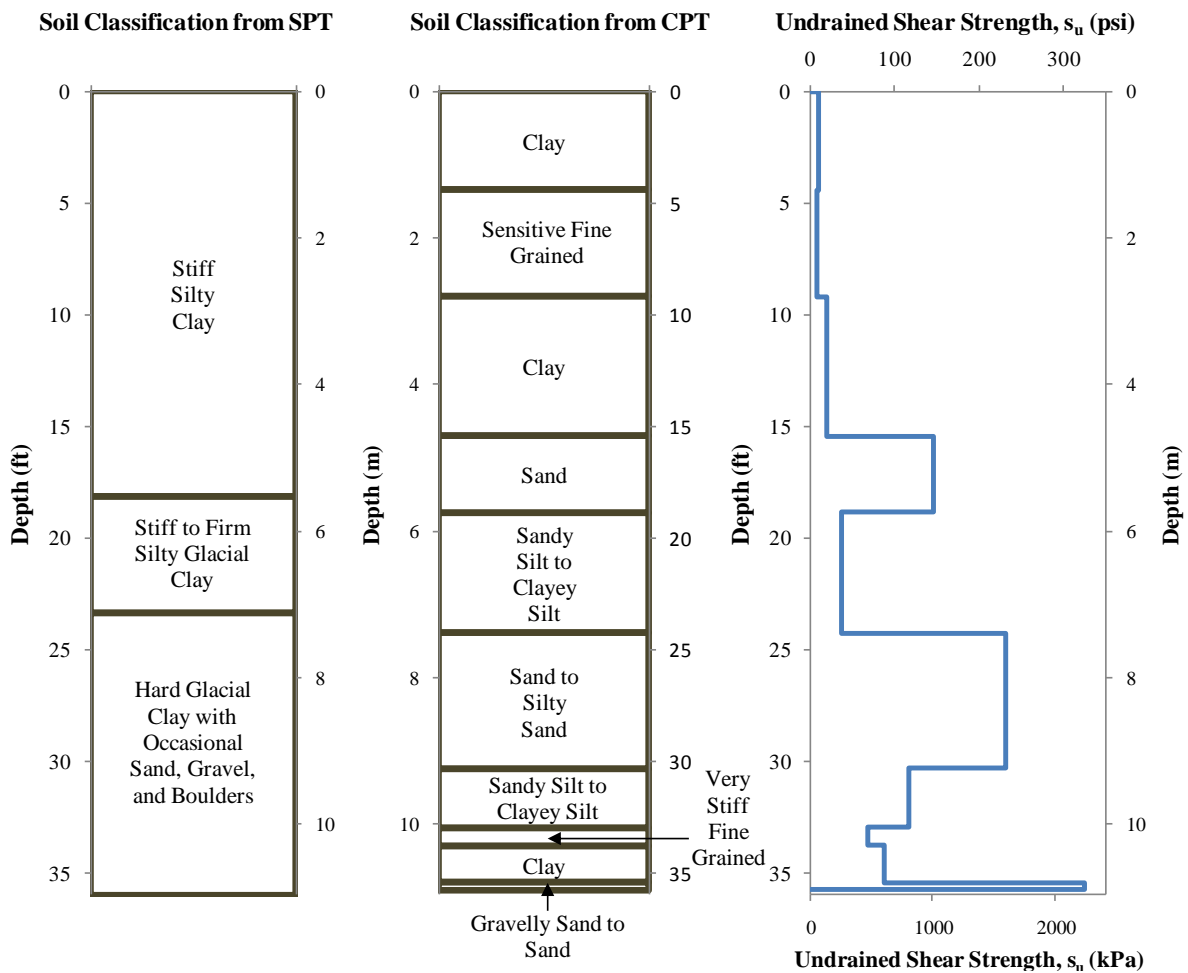 Soil Classification from SPT
Soil Classification from CPT
Undrained Shear Strength, su (psi)
0 100 200 300
0
5
10
15
20
25
30
35
Depth (ft)
Stiff
Silty
Clay
Stiff to Firm
Silty Glacial
Clay
Hard Glacial
Clay with
Occasional
Sand, Gravel,
and Boulders
0
2
4
6
8
10
Depth (m)
0
2
4
6
8
10
Clay
Sensitive Fine
Grained
Clay
Sand
Sandy
Silt to
Clayey
Silt
Sand to
Silty
Sand
Sandy Silt to
Clayey Silt
Clay
Gravelly Sand to
Sand
Very
Stiff
Fine
Grained
0
5
10
15
20
25
30
35
Depth (ft)
0
5
10
15
20
25
30
35
0
2
4
6
8
10
Depth (m)
0 1000 2000
Undrained Shear Strength, su (kPa)